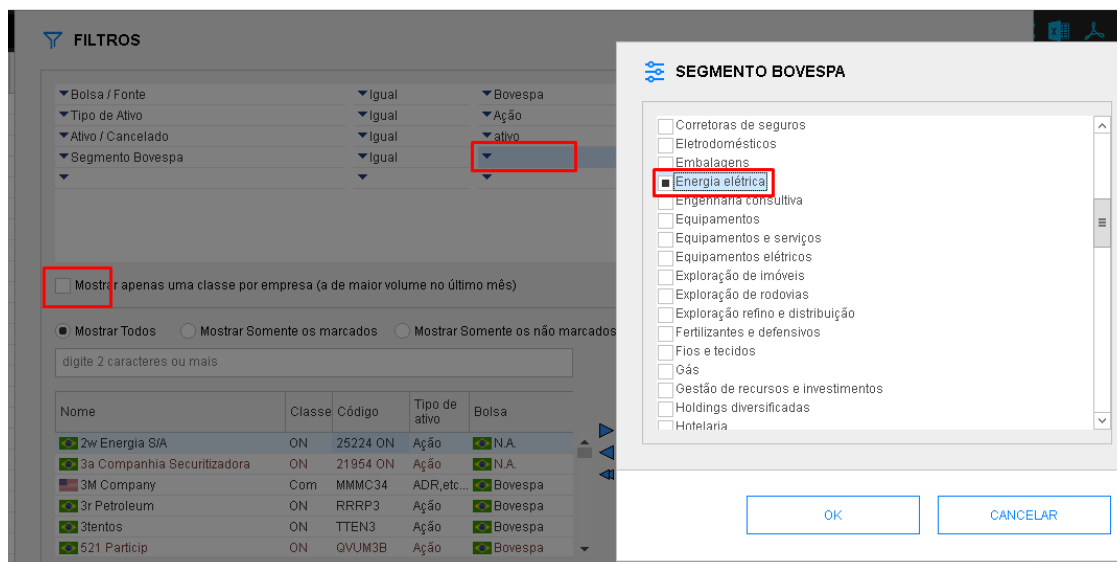 FILTROS
Bolsa / Fonte Igual Bovespa
Tipo de Ativo Igual Ação
Ativo / Cancelado Igual ativo
Segmento Bovespa Igual
Mostrar apenas uma classe por empresa (a de maior volume no último mês)
Mostrar Todos Mostrar Somente os marcados Mostrar Somente os não marcados
digite 2 caracteres ou mais
Nome Classe Código Tipo de ativo Bolsa
2w Energia S/A ON 25224 ON Ação N.A.
3a Companhia Securitizadora ON 21954 ON Ação N.A.
3M Company Com MMMC34 ADR,etc... Bovespa
3r Petroleum ON RRRP3 Ação Bovespa
3tentos ON TTEN3 Ação Bovespa
521 Particip ON QVUM3B Ação Bovespa
SEGMENTO BOVESPA
Corretoras de seguros
Eletrodomésticos
Embalagens
Energia elétrica
Engenharia consultiva
Equipamentos
Equipamentos e serviços
Equipamentos elétricos
Exploração de imóveis
Exploração de rodovias
Exploração refino e distribuição
Fertilizantes e defensivos
Fios e tecidos
Gás
Gestão de recursos e investimentos
Holdings diversificadas
Hotelaria
OK CANCELAR